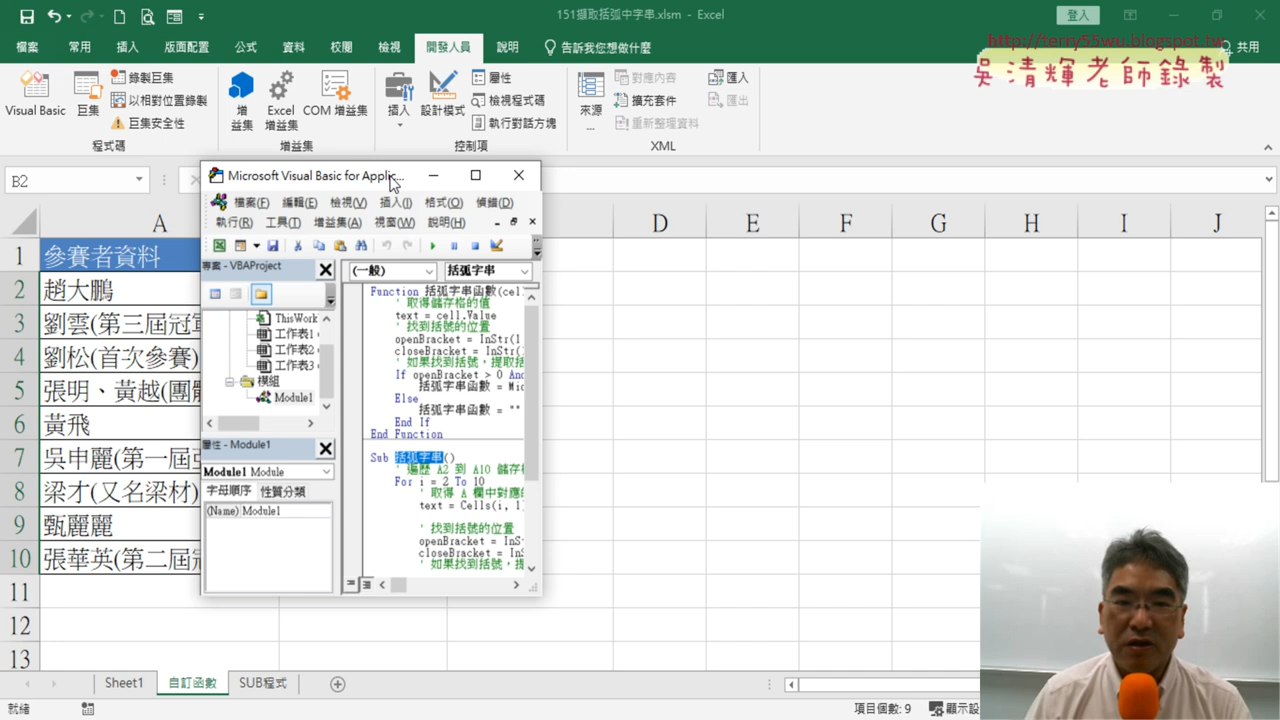 151擷取括弧中字串.xlsm - Excel
登入
檔案 常用 插入 版面配置 公式 資料 校閱 檢視 開發人員 說明 告訴我您想做什麼 共用
http://terry55wu.blogspot.tw
吳清輝老師錄製
Visual Basic 巨集 錄製巨集 以相對位置錄製 巨集安全性 程式碼
增益集 Excel 增益集 COM 增益集 增益集
插入 設計模式 屬性 檢視程式碼 執行對話方塊 控制項
來源... 對應內容 擴充套件 重新整理資料 匯入 匯出 XML
B2
A D E F G H I J
1 參賽者資料
2 趙大鵬
3 劉雲(第三屆冠軍
4 劉松(首次參賽)
5 張明、黃越(團體
6 黃飛
7 吳申麗(第一屆亞
8 梁才(又名梁材)
9 甄麗麗
10 張華英(第二屆冠
11
12
13
Microsoft Visual Basic for Applic...
檔案(F) 編輯(E) 檢視(V) 插入(I) 格式(O) 偵錯(D)
執行(R) 工具(T) 增益集(A) 視窗(W) 說明(H)
專案 - VBAProject
ThisWork
工作表1
工作表2
工作表3
模組
Module1
屬性 - Module1
Module1 Module
字母順序 性質分類
(Name) Module1
(一般) 括弧字串
Function 括弧字串函數(cel
' 取得儲存格的值
text = cell.Value
' 找到括號的位置
openBracket = InStr(1
closeBracket = InStr(
' 如果找到括號，提取括
If openBracket > 0 And
括弧字串函數 = Mid
Else
括弧字串函數 = ""
End If
End Function
Sub 括弧字串()
' 遍歷 A2 到 A10 儲存格
For i = 2 To 10
' 取得 A 欄中對應的
text = Cells(i, 1
' 找到括號的位置
openBracket = InSt
closeBracket = InS
' 如果找到括號，提
Sheet1 自訂函數 SUB程式
就緒 項目個數: 9 顯示設